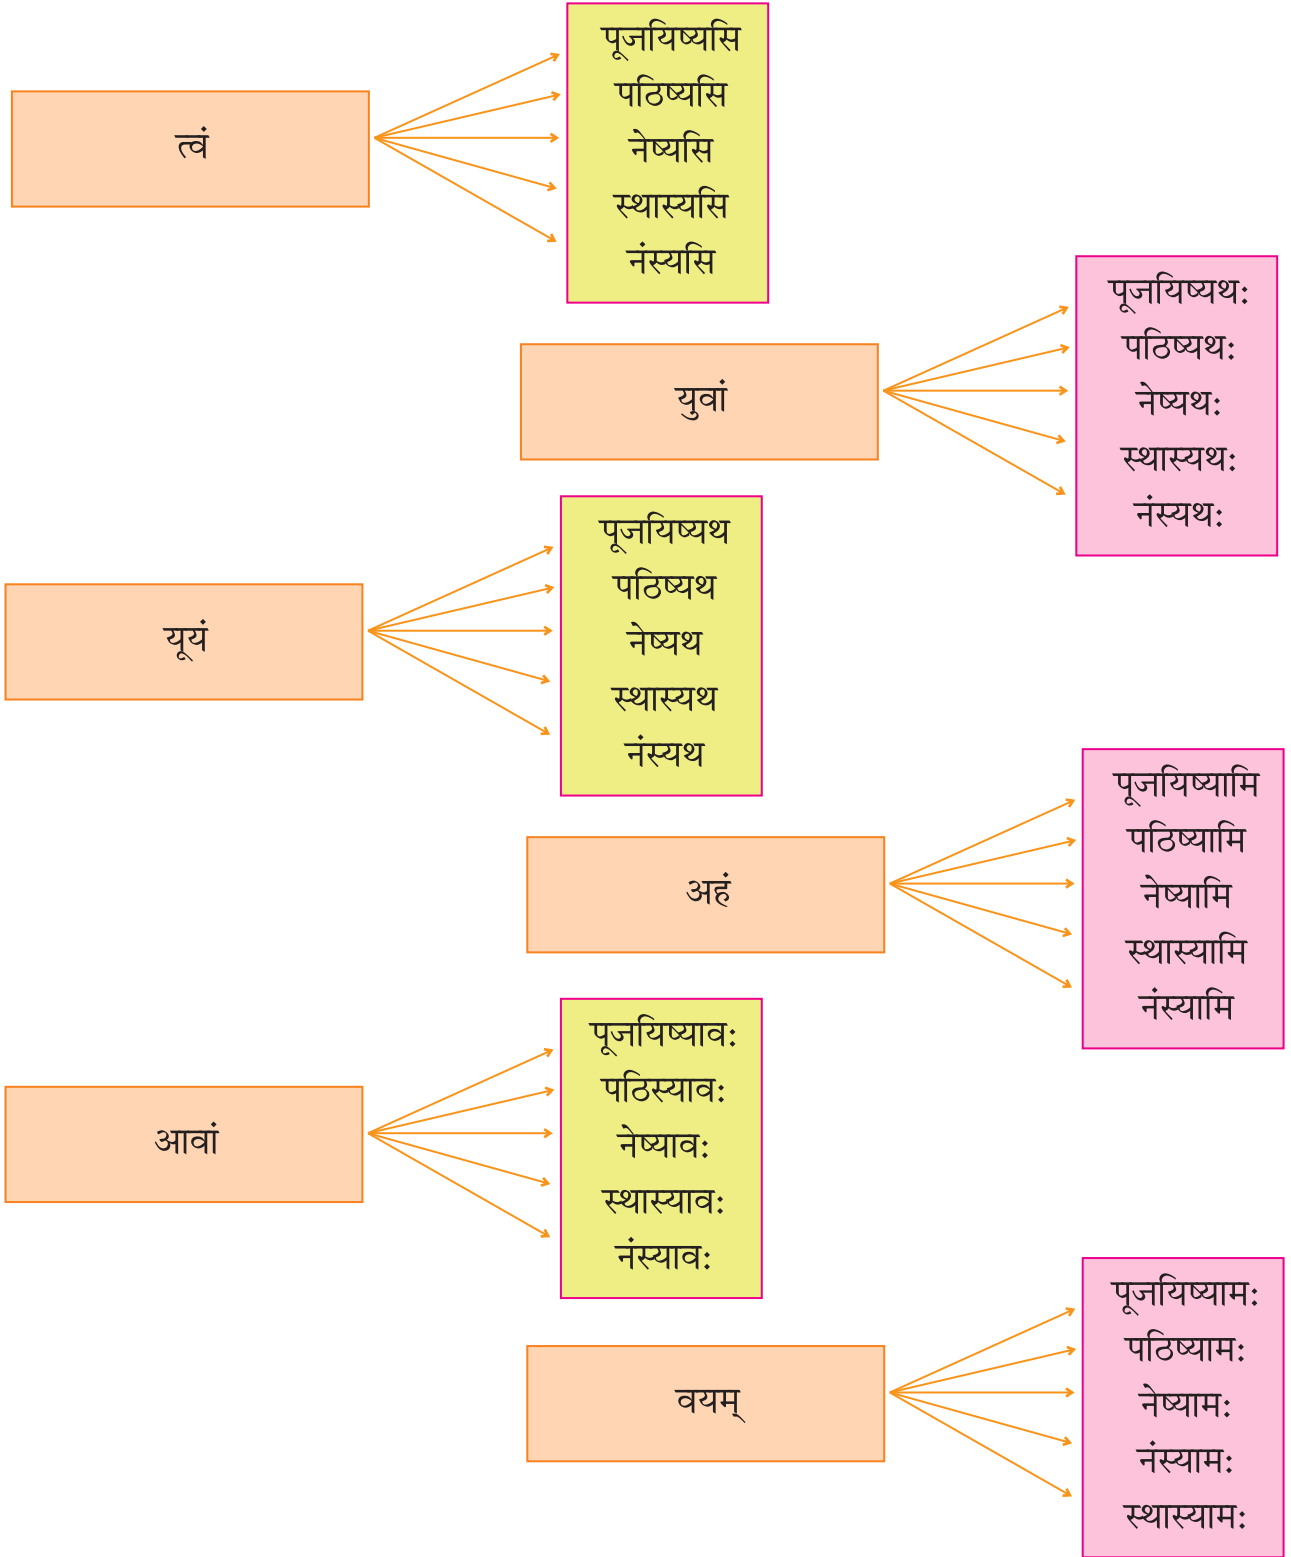 त्वं
पूजयिष्यसि
पठिष्यसि
नेष्यसि
स्थास्यसि
नंस्यसि
युवां
पूजयिष्यथः
पठिष्यथः
नेष्यथः
स्थास्यथः
नंस्यथः
यूयं
पूजयिष्यथ
पठिष्यथ
नेष्यथ
स्थास्यथ
नंस्यथ
अहं
पूजयिष्यामि
पठिष्यामि
नेष्यामि
स्थास्यामि
नंस्यामि
आवां
पूजयिष्यावः
पठिस्यावः
नेष्यावः
स्थास्यावः
नंस्यावः
वयम्
पूजयिष्यामः
पठिष्यामः
नेष्यामः
नंस्यामः
स्थास्यामः